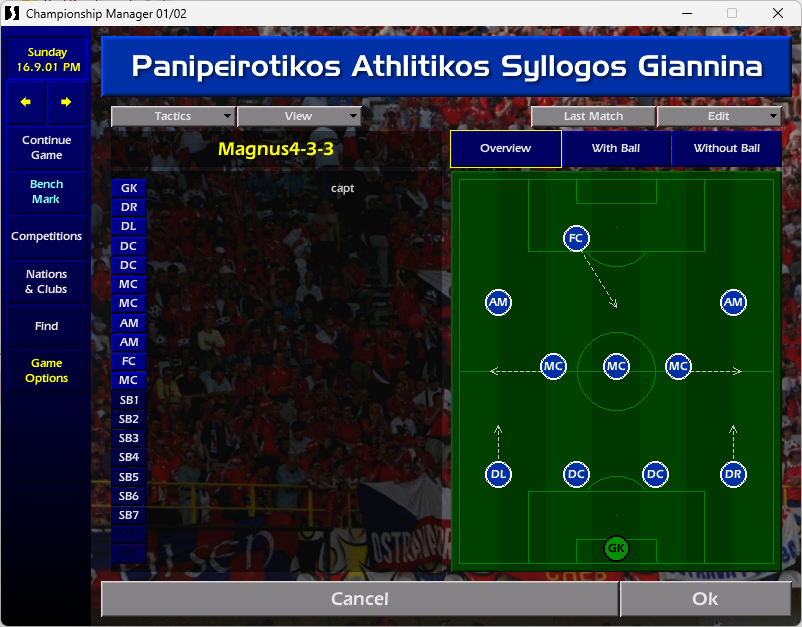 Championship Manager 01/02
Sunday
16.9.01 PM
Panipeirotikos Athlitikos Syllogos Giannina
Tactics
View
Last Match
Edit
Continue
Game
Bench
Mark
Competitions
Nations
& Clubs
Find
Game
Options
Magnus4-3-3
Overview
With Ball
Without Ball
GK
capt
DR
DL
DC
DC
MC
MC
AM
AM
FC
MC
SB1
SB2
SB3
SB4
SB5
SB6
SB7
FC
AM
AM
MC
MC
MC
DL
DC
DC
DR
GK
Cancel
Ok